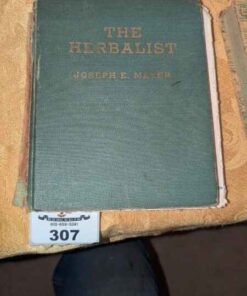 THE
HERBALIST
JOSEPH E. MEYER
307